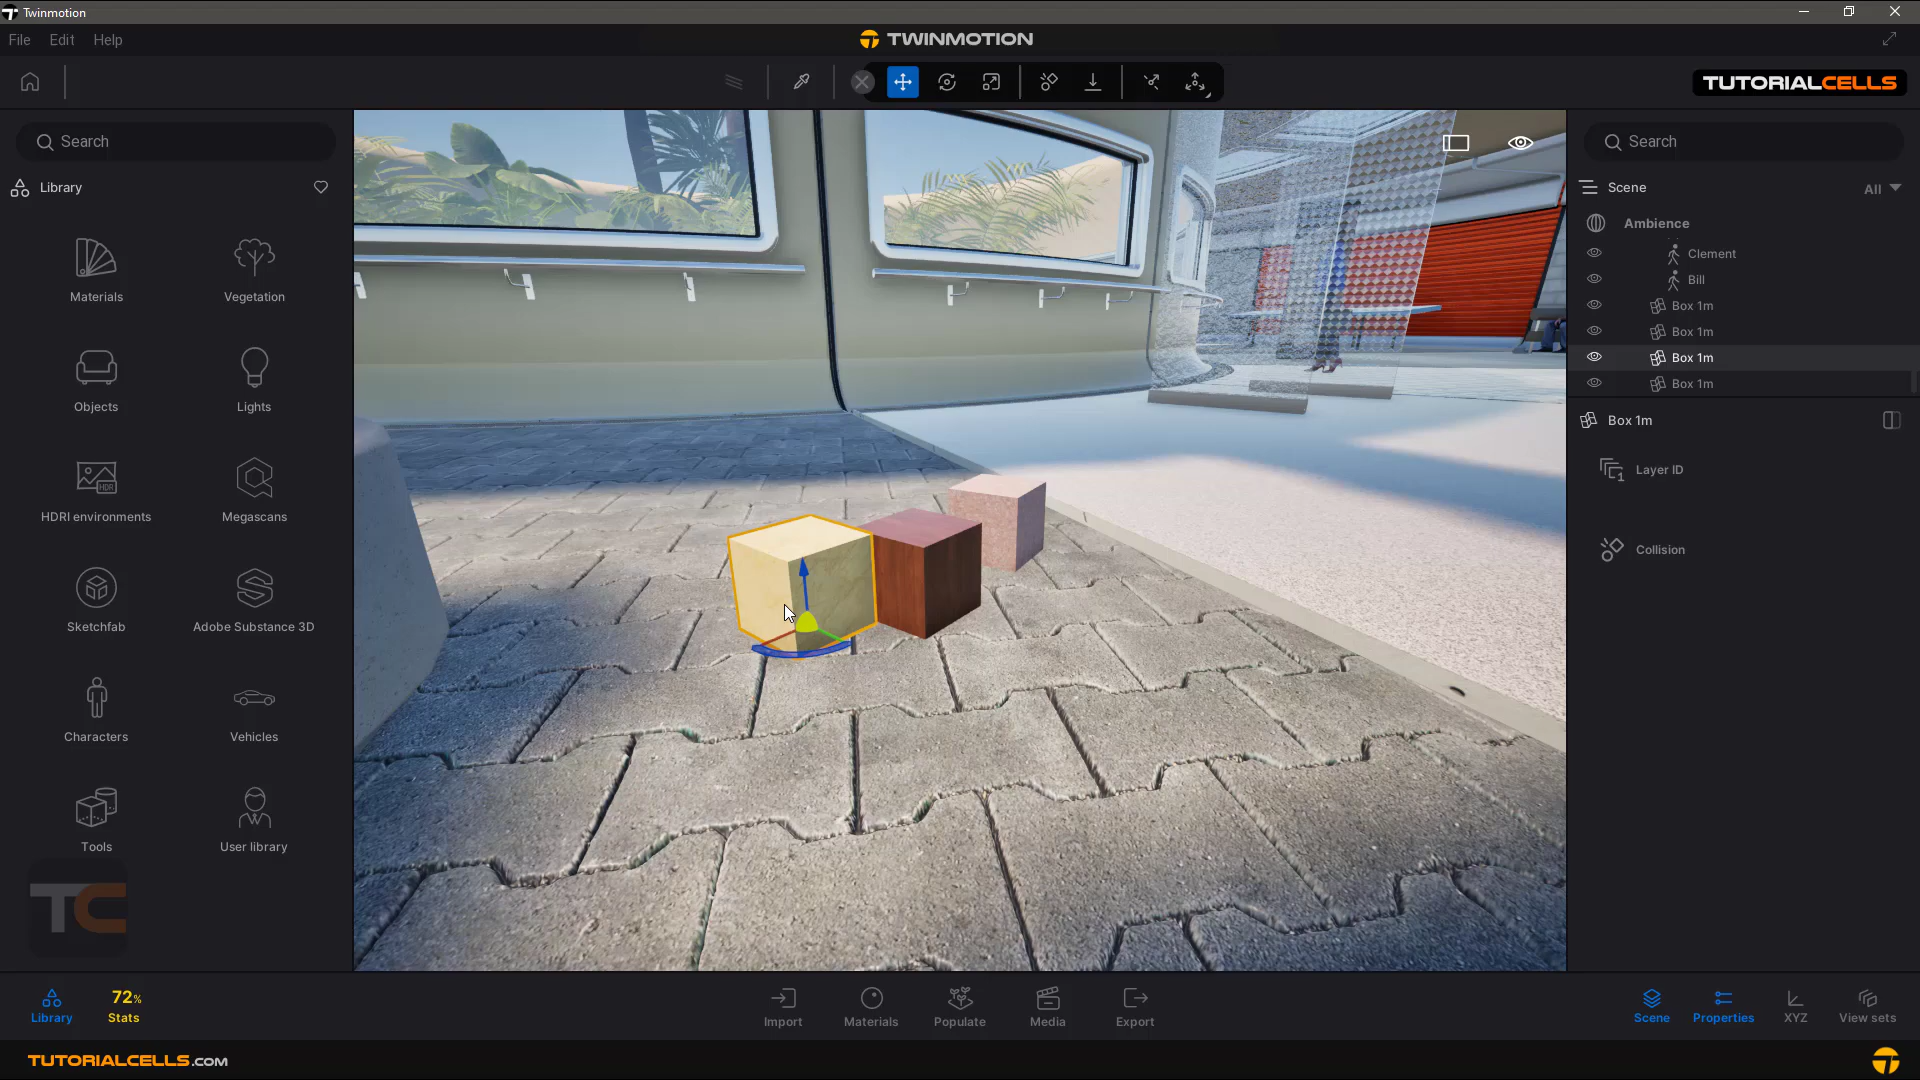 Twinmotion
File Edit Help
TWINMOTION
TUTORIALCELLS
Search
Library
Materials
Vegetation
Objects
Lights
HDR
HDRI environments
Megascans
Sketchfab
Adobe Substance 3D
Characters
Vehicles
Tools
User library
TC
Search
Scene
All
Ambience
Clement
Bill
Box 1m
Box 1m
Box 1m
Box 1m
Box 1m
1
Layer ID
Collision
Library
72%
Stats
Import
Materials
Populate
Media
Export
Scene
Properties
XYZ
View sets
TUTORIALCELLS.COM